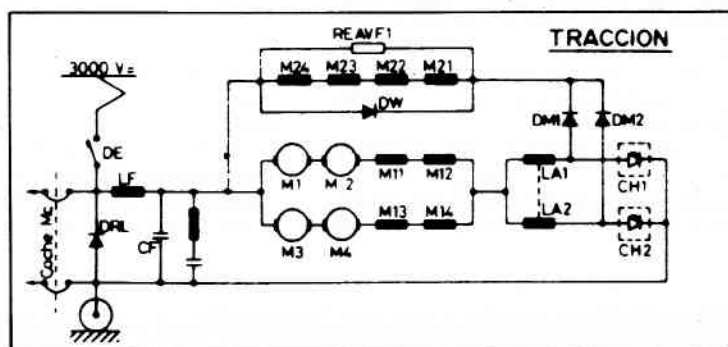 REAVF1
TRACCION
3000 V=
M24 M23 M22 M21
DW
DM1 DM2
DE
LF
M1 M2 M11 M12
LA1
CH1
Coche Mc
DRL
CF
M13 M14
LA2
M3 M4
CH2